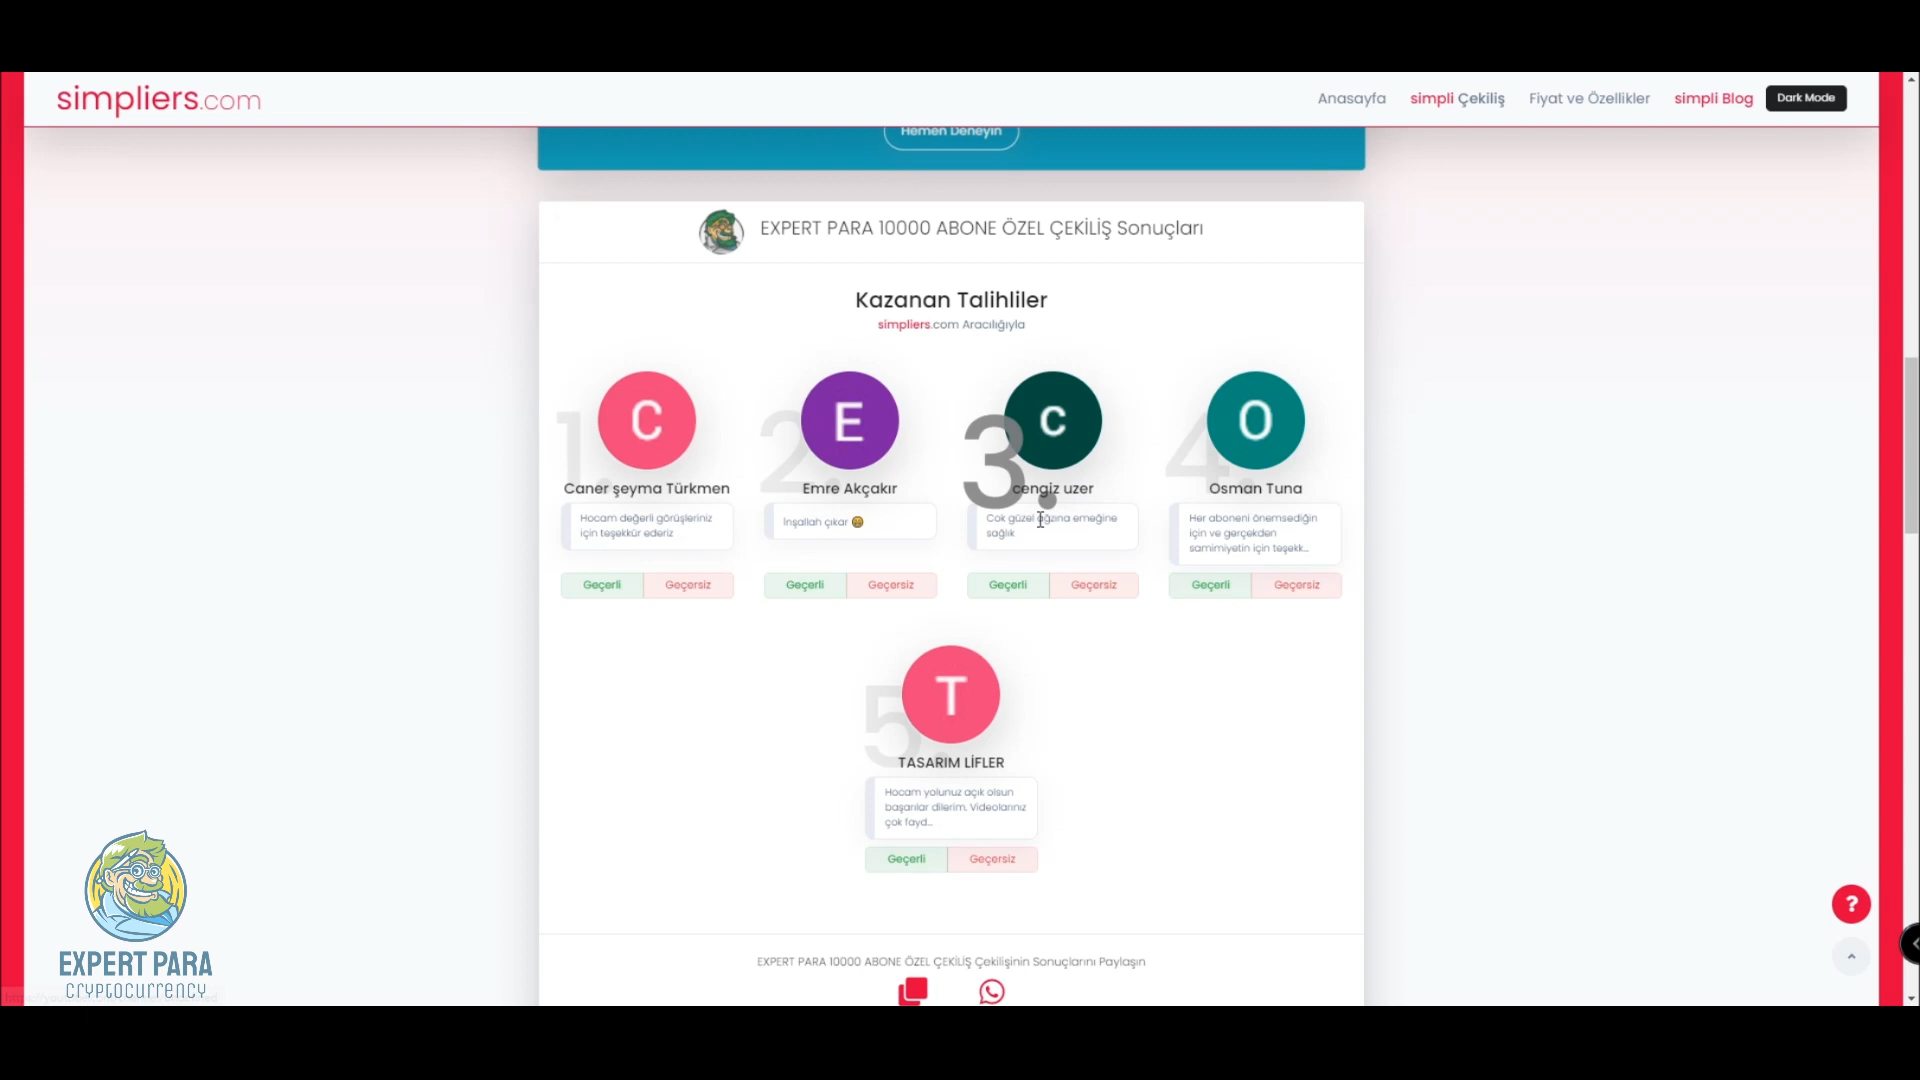 simpliers.com
Anasayfa
simpli Çekiliş
Fiyat ve Özellikler
simpli Blog
Dark Mode
Hemen Deneyin
EXPERT PARA 10000 ABONE ÖZEL ÇEKİLİŞ Sonuçları
Kazanan Talihliler
simpliers.com Aracılığıyla
1.
C
Caner şeyma Türkmen
Hocam değerli görüşleriniz
için teşekkür ederiz
Geçerli
Geçersiz
2.
E
Emre Akçakır
İnşallah çıkar
Geçerli
Geçersiz
3.
c
cengiz uzer
Cok güzel ağzına emeğine
sağlık
Geçerli
Geçersiz
4.
O
Osman Tuna
Her aboneni önemsediğin
için ve gerçekden
samimiyetin için teşekk...
Geçerli
Geçersiz
5.
T
TASARIM LİFLER
Hocam yolunuz açık olsun
başarılar dilerim. Videolarınız
çok fayd...
Geçerli
Geçersiz
EXPERT PARA 10000 ABONE ÖZEL ÇEKİLİŞ Çekilişinin Sonuçlarını Paylaşın
?
EXPERT PARA
CRYPTOCURRENCY